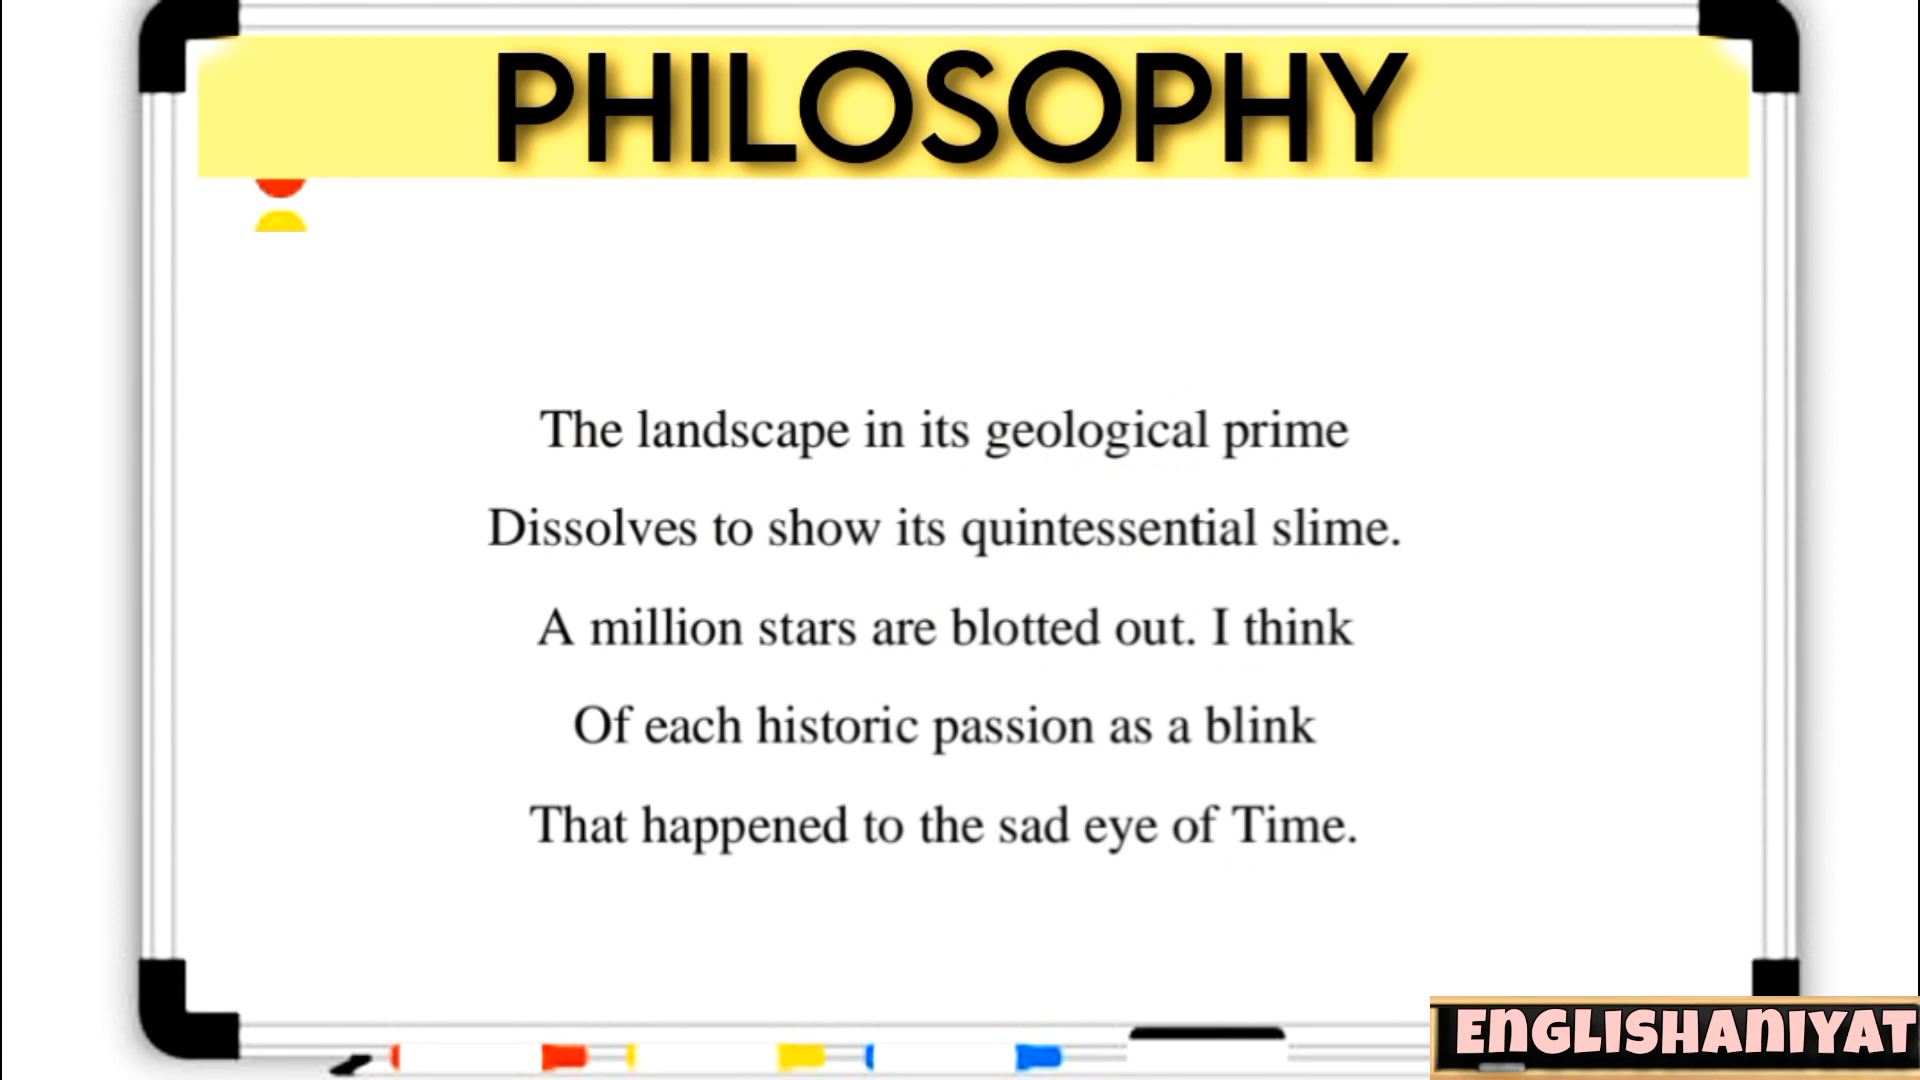 PHILOSOPHY
The landscape in its geological prime
Dissolves to show its quintessential slime.
A million stars are blotted out. I think
Of each historic passion as a blink
That happened to the sad eye of Time.
ENGLISHANIYAT